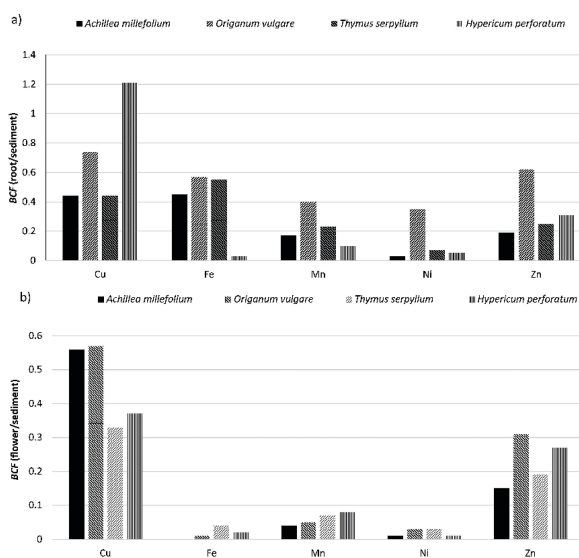 a)
Achillea millefolium Origanum vulgare Thymus serpyllum Hypericum perforatum
BCF (root/sediment)
1.4
1.2
1
0.8
0.6
0.4
0.2
0
Cu Fe Mn Ni Zn
b)
Achillea millefolium Origanum vulgare Thymus serpyllum Hypericum perforatum
BCF (flower/sediment)
0.6
0.5
0.4
0.3
0.2
0.1
0
Cu Fe Mn Ni Zn